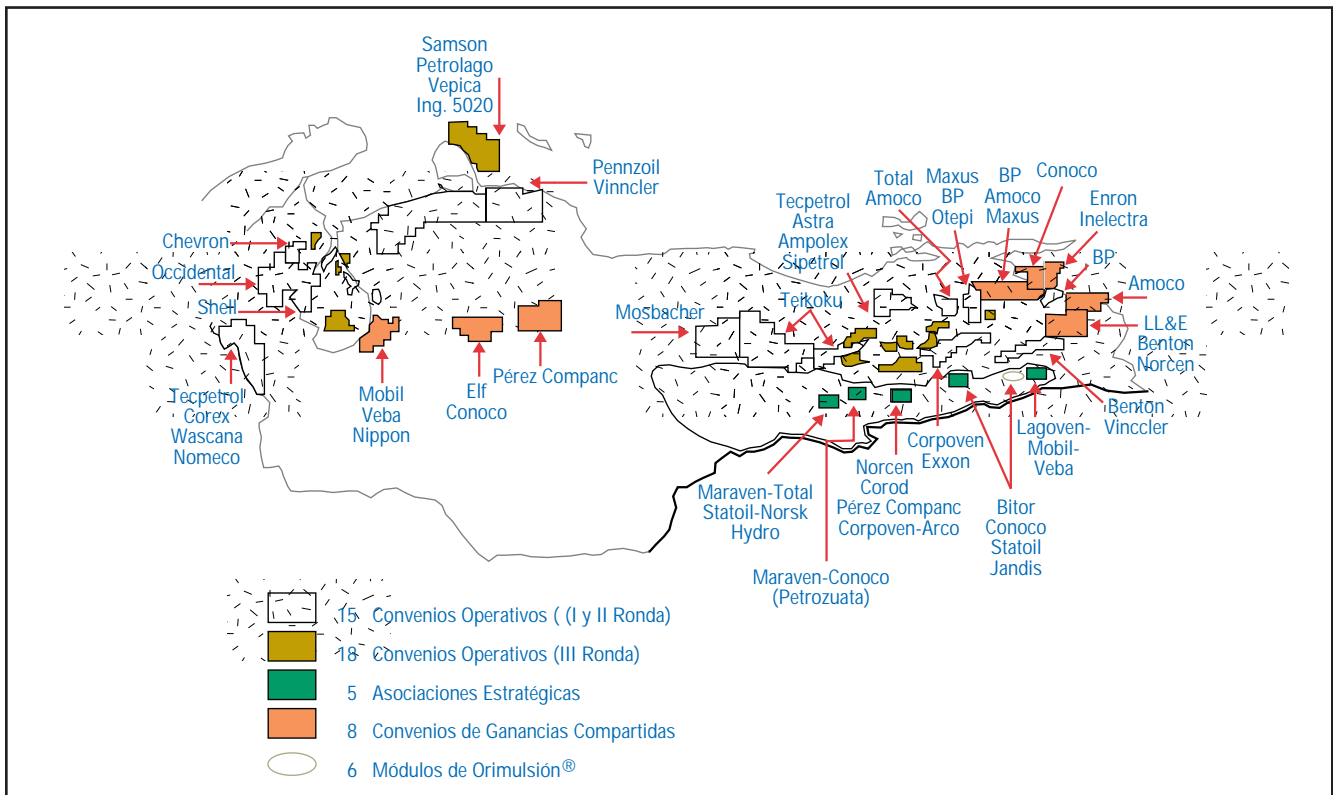 Samson
Petrolago
Vepica
Ing. 5020
Pennzoil
Vinncler
Chevron
Occidental
Shell
Tecpetrol
Corex
Wascana
Nomeco
Mobil
Veba
Nippon
Elf
Conoco
Pérez Companc
Mosbacher
Teikoku
Tecpetrol
Astra
Ampolex
Sipetrol
Total
Amoco
Maxus
BP
Otepi
BP
Amoco
Maxus
Conoco
Enron
Inelectra
BP
Amoco
LL&E
Benton
Norcen
Benton
Vinccler
Lagoven-
Mobil-
Veba
Bitor
Conoco
Statoil
Jandis
Corpoven
Exxon
Norcen
Corod
Pérez Companc
Corpoven-Arco
Maraven-Total
Statoil-Norsk
Hydro
Maraven-Conoco
(Petrozuata)
15 Convenios Operativos ( (I y II Ronda)
18 Convenios Operativos (III Ronda)
5 Asociaciones Estratégicas
8 Convenios de Ganancias Compartidas
6 Módulos de Orimulsión®